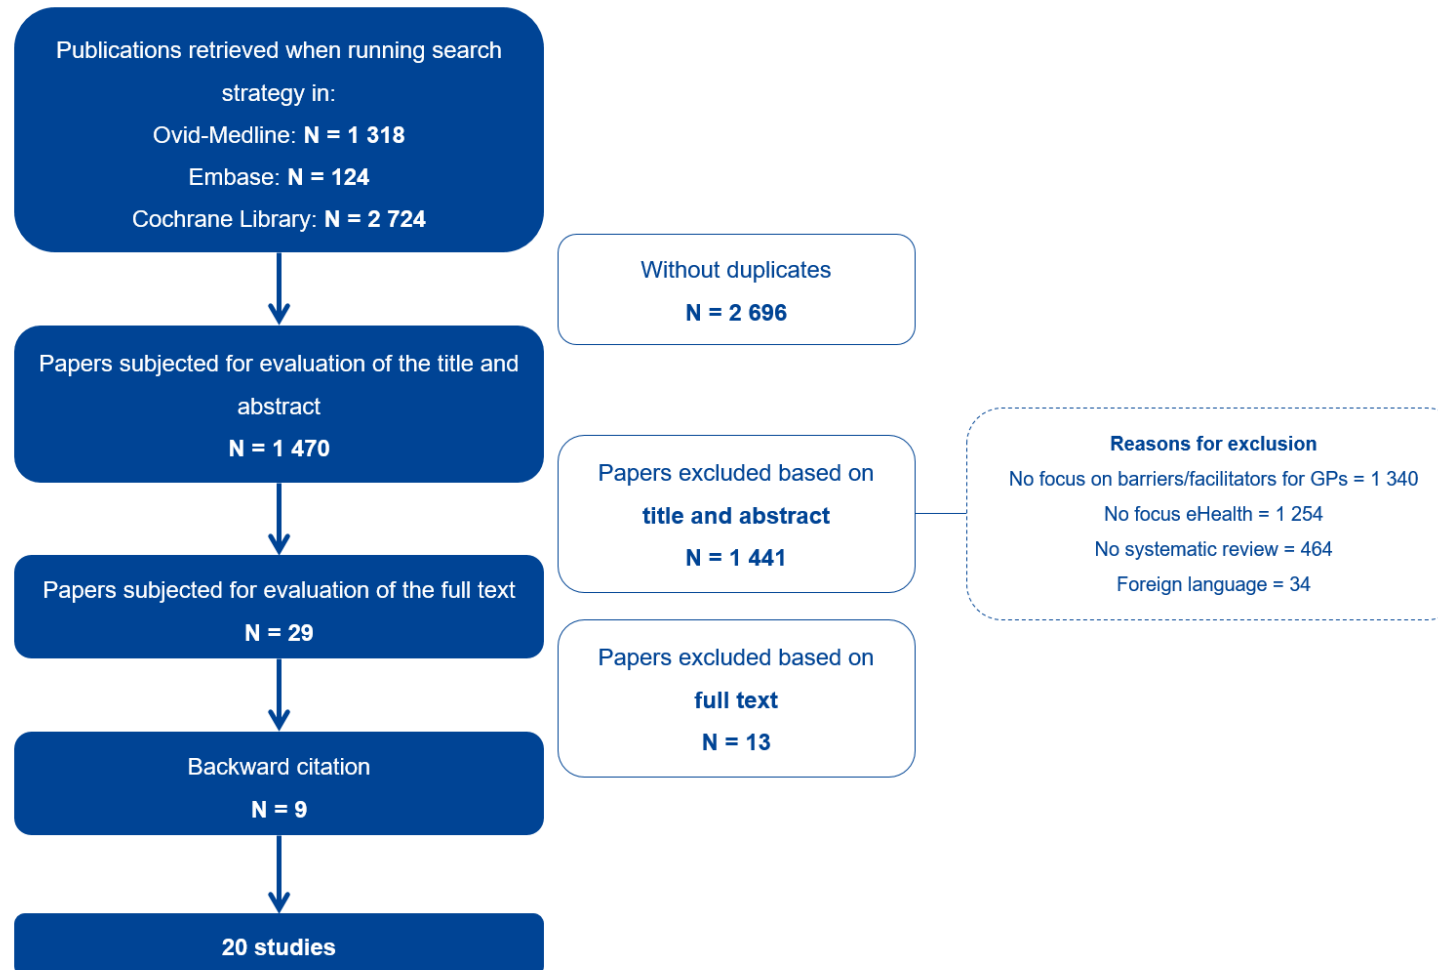 Publications retrieved when running search
strategy in:
Ovid-Medline: N = 1 318
Embase: N = 124
Cochrane Library: N = 2 724
Without duplicates
N = 2 696
Papers subjected for evaluation of the title and
abstract
N = 1 470
Papers excluded based on
title and abstract
N = 1 441
Reasons for exclusion
No focus on barriers/facilitators for GPs = 1 340
No focus eHealth = 1 254
No systematic review = 464
Foreign language = 34
Papers subjected for evaluation of the full text
N = 29
Papers excluded based on
full text
N = 13
Backward citation
N = 9
20 studies